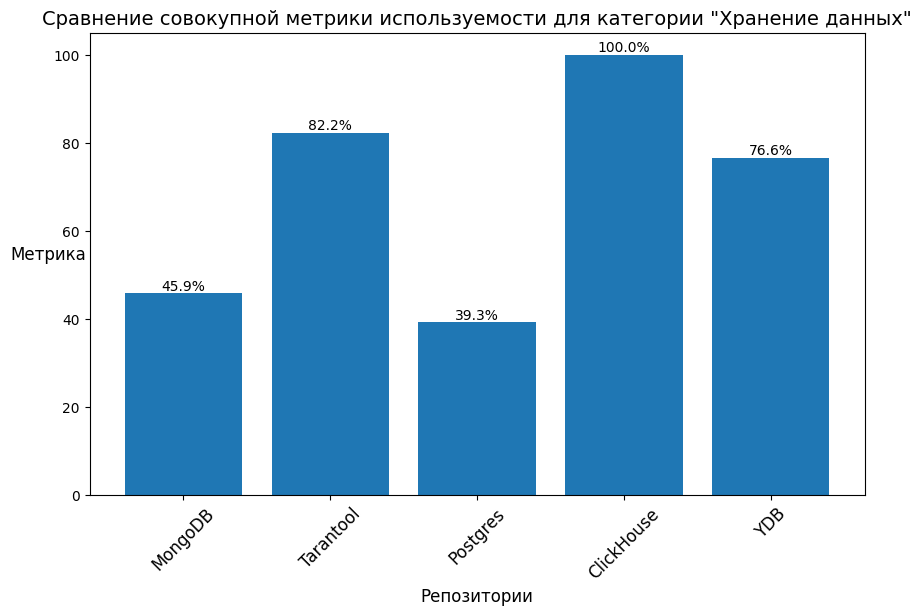 Сравнение совокупной метрики используемости для категории "Хранение данных"
100.0%
82.2%
76.6%
45.9%
39.3%
100
80
60
40
20
0
Метрика
MongoDB
Tarantool
Postgres
ClickHouse
YDB
Репозитории